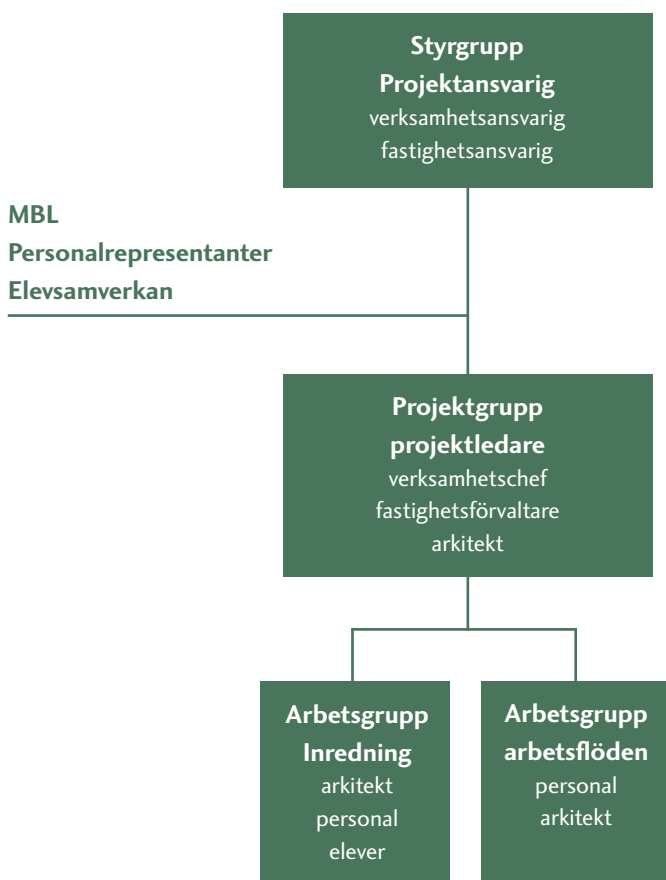 Styrgrupp
Projektansvarig
verksamhetsansvarig
fastighetsansvarig
MBL
Personalrepresentanter
Elevsamverkan
Projektgrupp
projektledare
verksamhetschef
fastighetsförvaltare
arkitekt
Arbetsgrupp
Inredning
arkitekt
personal
elever
Arbetsgrupp
arbetsflöden
personal
arkitekt